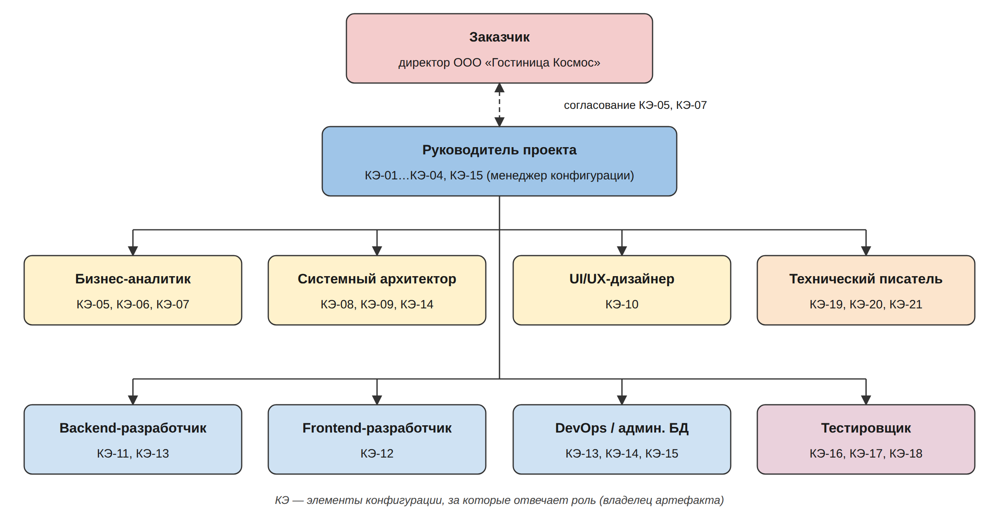 Заказчик
директор ООО «Гостиница Космос»
согласование КЭ-05, КЭ-07
Руководитель проекта
КЭ-01…КЭ-04, КЭ-15 (менеджер конфигурации)
Бизнес-аналитик
КЭ-05, КЭ-06, КЭ-07
Системный архитектор
КЭ-08, КЭ-09, КЭ-14
UI/UX-дизайнер
КЭ-10
Технический писатель
КЭ-19, КЭ-20, КЭ-21
Backend-разработчик
КЭ-11, КЭ-13
Frontend-разработчик
КЭ-12
DevOps / админ. БД
КЭ-13, КЭ-14, КЭ-15
Тестировщик
КЭ-16, КЭ-17, КЭ-18
КЭ — элементы конфигурации, за которые отвечает роль (владелец артефакта)